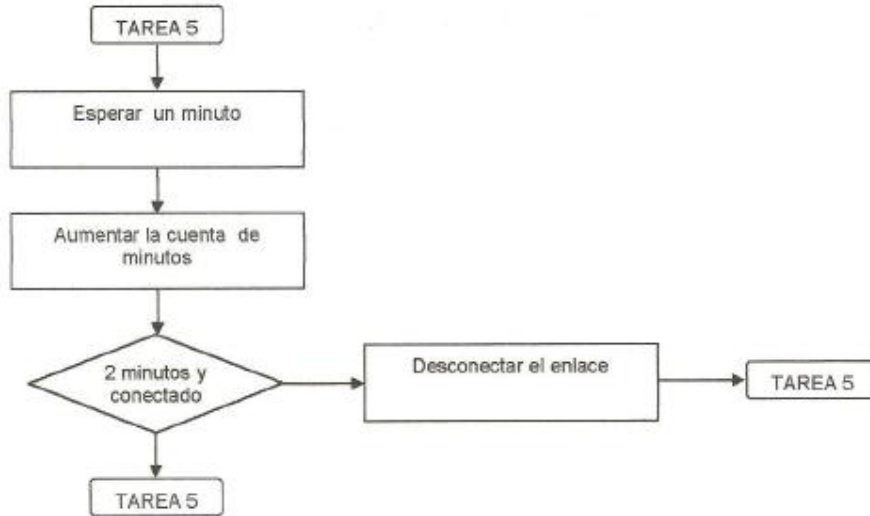 TAREA 5
Esperar un minuto
Aumentar la cuenta de
minutos
2 minutos y
conectado
Desconectar el enlace
TAREA 5
TAREA 5